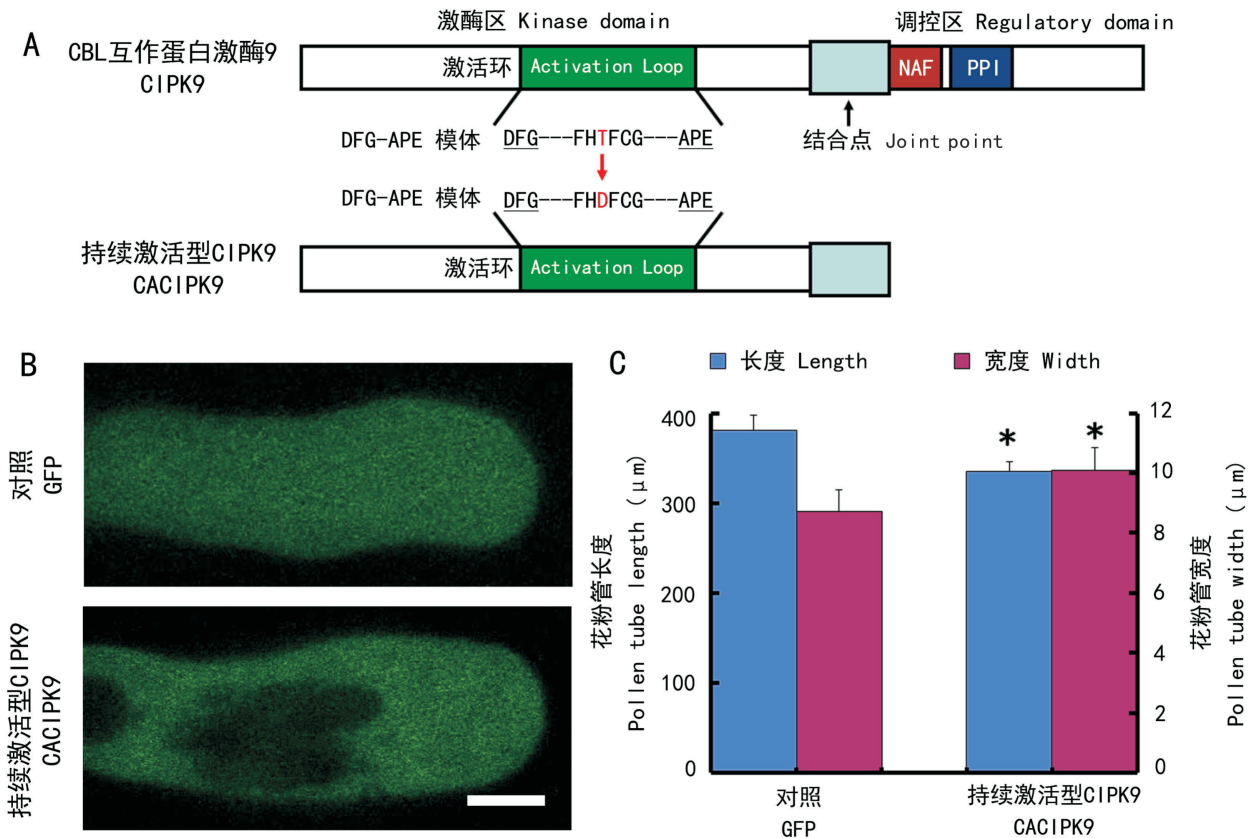 A
激酶区 Kinase domain
调控区 Regulatory domain
CBL互作蛋白激酶9
CIPK9
激活环
Activation Loop
NAF
PPI
DFG-APE 模体
DFG---FHTFCG---APE
结合点 Joint point
DFG-APE 模体
DFG---FHDFCG---APE
持续激活型CIPK9
CACIPK9
激活环
Activation Loop
B
对照
GFP
持续激活型CIPK9
CACIPK9
C
长度 Length
宽度 Width
花粉管长度
Pollen tube length (μm)
400
300
200
100
0
* *
12
10
8
6
4
2
0
花粉管宽度
Pollen tube width (μm)
对照
GFP
持续激活型CIPK9
CACIPK9